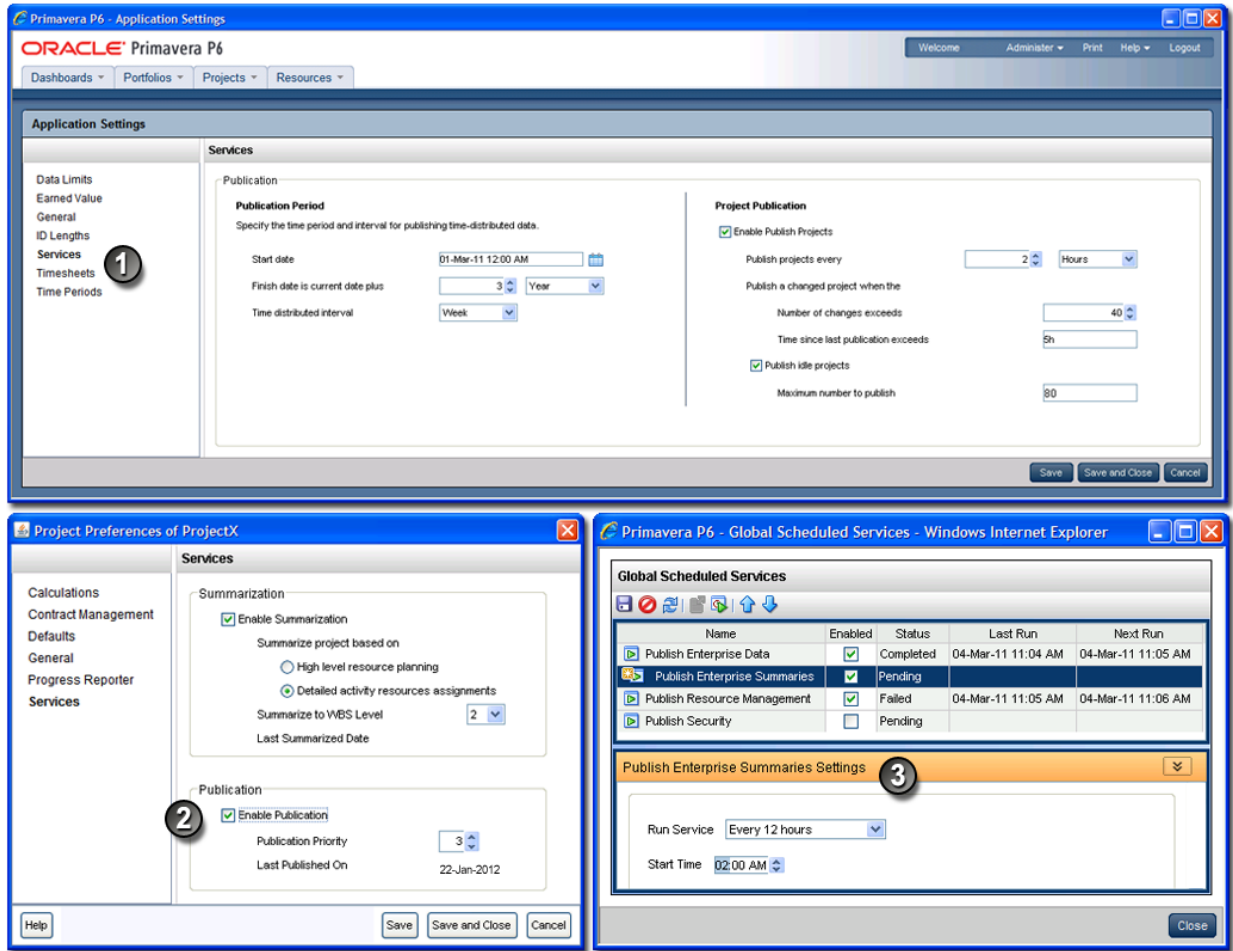 Primavera P6 - Application Settings
ORACLE® Primavera P6
Welcome Administer Print Help Logout
Dashboards Portfolios Projects Resources
Application Settings
Services
Data Limits
Earned Value
General
ID Lengths
Services
Timesheets
Time Periods
1
Publication
Publication Period
Specify the time period and interval for publishing time-distributed data.
Start date 01-Mar-11 12:00 AM
Finish date is current date plus 3 Year
Time distributed interval Week
Project Publication
Enable Publish Projects
Publish projects every 2 Hours
Publish a changed project when the
Number of changes exceeds 40
Time since last publication exceeds 5h
Publish idle projects
Maximum number to publish 80
Save Save and Close Cancel
Project Preferences of ProjectX
Services
Calculations
Contract Management
Defaults
General
Progress Reporter
Services
Summarization
Enable Summarization
Summarize project based on
High level resource planning
Detailed activity resources assignments
Summarize to WBS Level 2
Last Summarized Date
Publication
2
Enable Publication
Publication Priority 3
Last Published On 22-Jan-2012
Help Save Save and Close Cancel
Primavera P6 - Global Scheduled Services - Windows Internet Explorer
Global Scheduled Services
Name Enabled Status Last Run Next Run
Publish Enterprise Data Completed 04-Mar-11 11:04 AM 04-Mar-11 11:05 AM
Publish Enterprise Summaries Pending
Publish Resource Management Failed 04-Mar-11 11:05 AM 04-Mar-11 11:06 AM
Publish Security Pending
Publish Enterprise Summaries Settings 3
Run Service Every 12 hours
Start Time 02:00 AM
Close